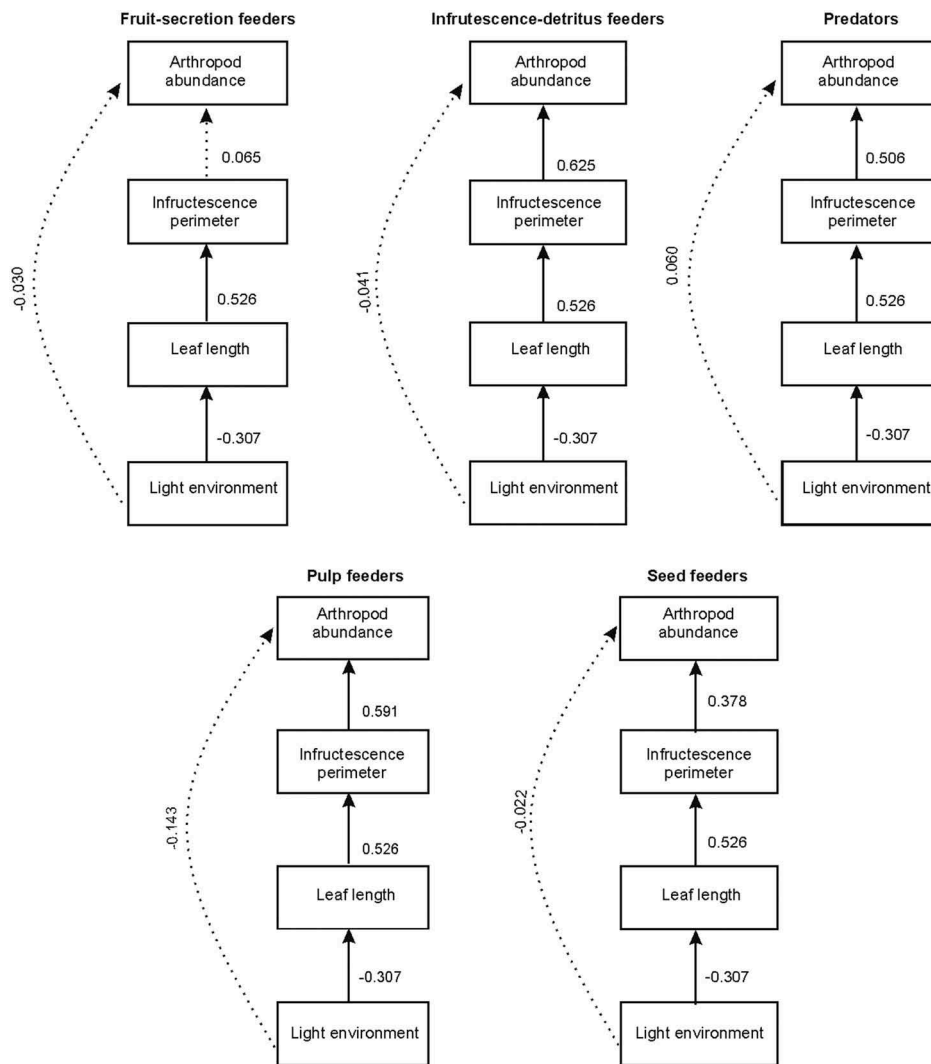 Fruit-secretion feeders
Arthropod
abundance
0.065
Infructescence
perimeter
0.526
Leaf length
-0.307
Light environment
-0.030
Infrutescence-detritus feeders
Arthropod
abundance
0.625
Infructescence
perimeter
0.526
Leaf length
-0.307
Light environment
-0.041
Predators
Arthropod
abundance
0.506
Infructescence
perimeter
0.526
Leaf length
-0.307
Light environment
0.060
Pulp feeders
Arthropod
abundance
0.591
Infructescence
perimeter
0.526
Leaf length
-0.307
Light environment
-0.143
Seed feeders
Arthropod
abundance
0.378
Infructescence
perimeter
0.526
Leaf length
-0.307
Light environment
-0.022